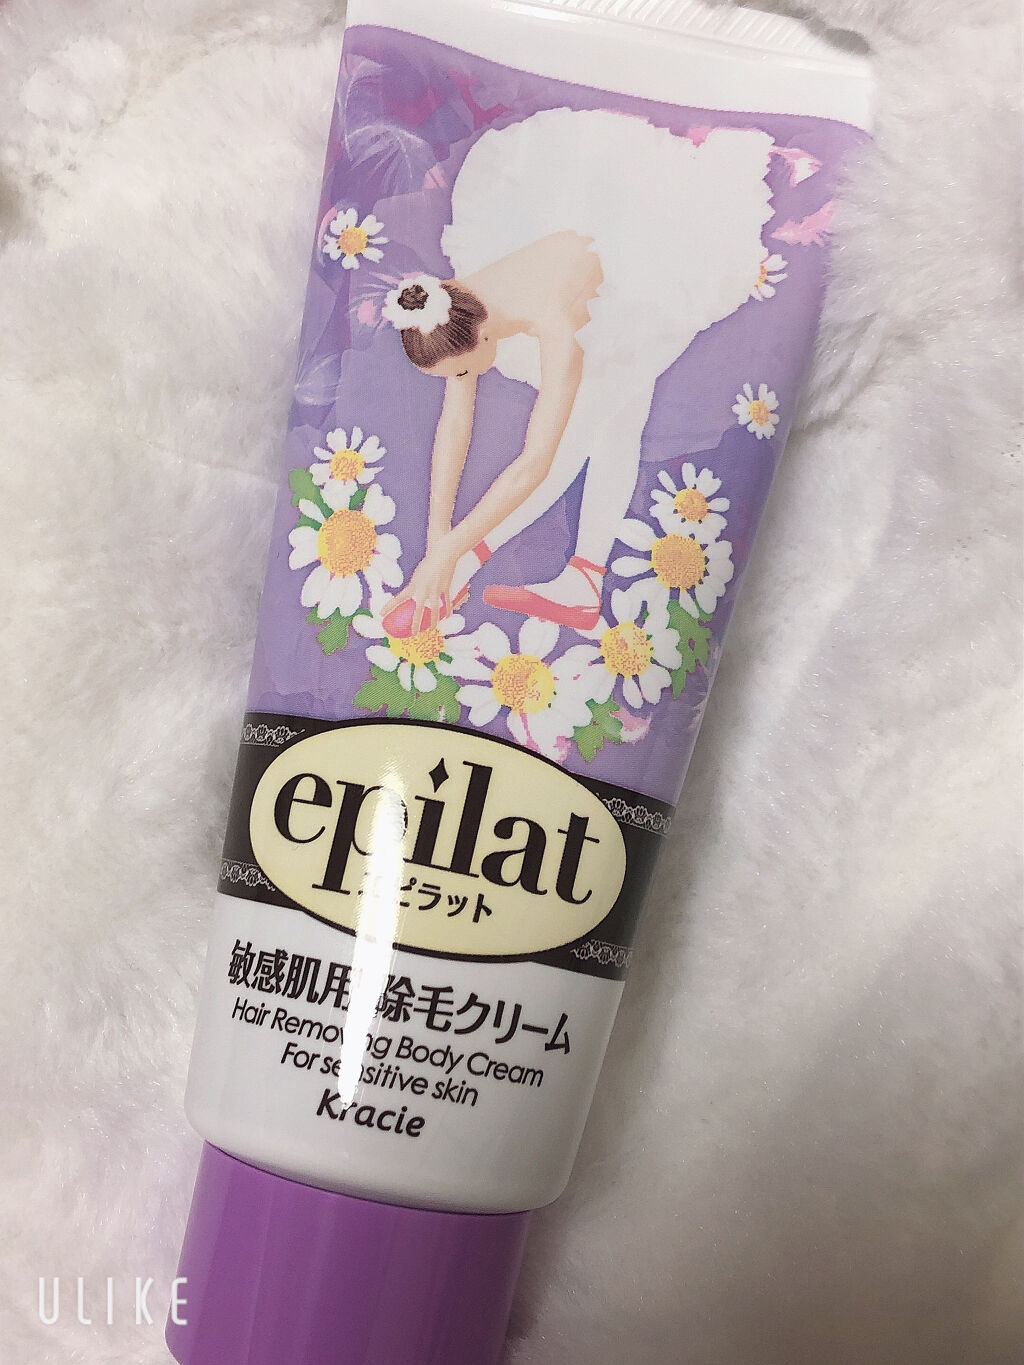 epilat
エピラット
敏感肌用 除毛クリーム
Hair Removing Body Cream
For sensitive skin
Kracie
ULIKE